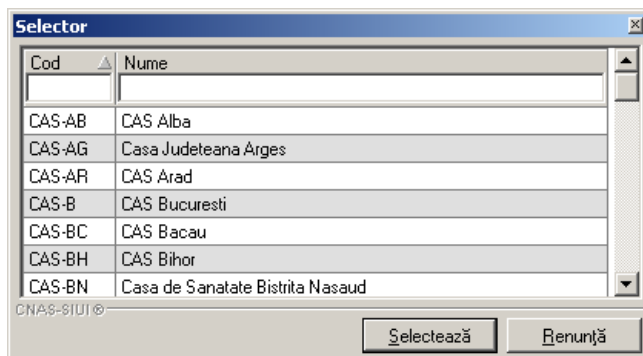 Selector
Cod Nume
CAS-AB CAS Alba
CAS-AG Casa Judeteana Arges
CAS-AR CAS Arad
CAS-B CAS Bucuresti
CAS-BC CAS Bacau
CAS-BH CAS Bihor
CAS-BN Casa de Sanatate Bistrita Nasaud
CNAS-SIUI ®
Selectează Renunţă